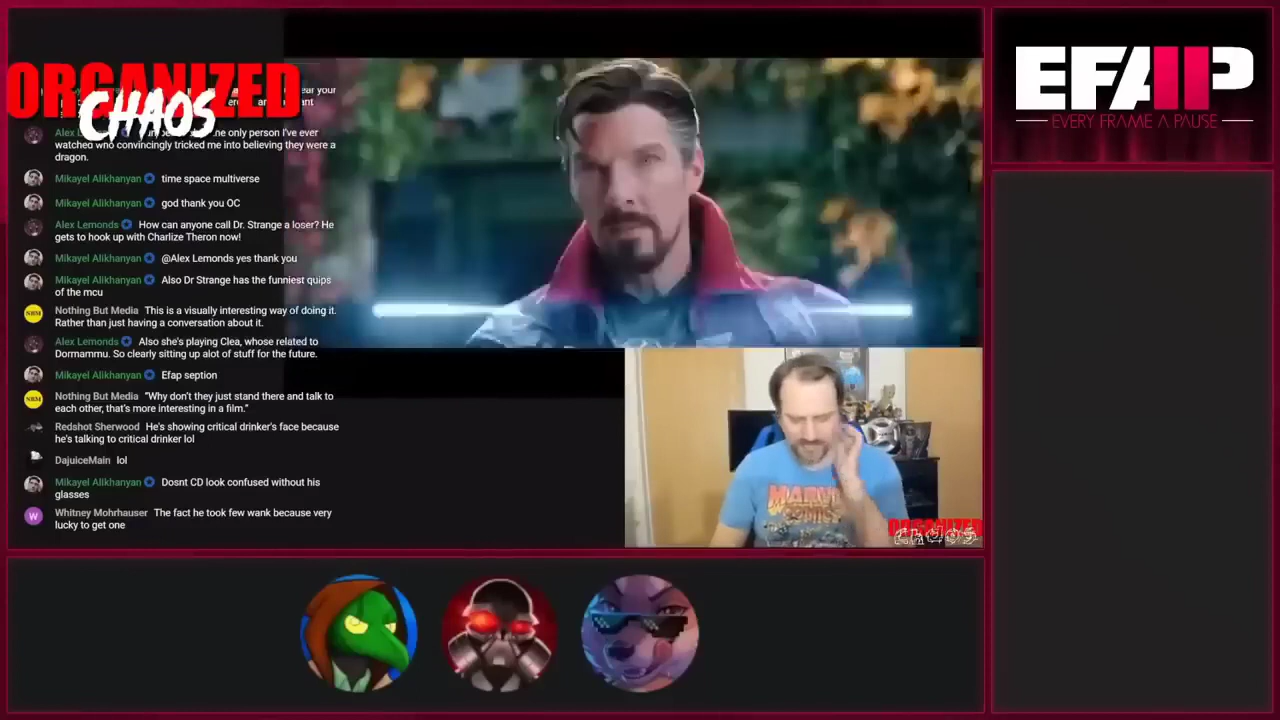 ORGANIZED
CHAOS
EFAP
EVERY FRAME A PAUSE
the only person I've ever
watched who convincingly tricked me into believing they were a
dragon.
Mikayel Alikhanyan time space multiverse
Mikayel Alikhanyan god thank you OC
Alex Lemonds How can anyone call Dr. Strange a loser? He
gets to hook up with Charlize Theron now!
Mikayel Alikhanyan @Alex Lemonds yes thank you
Mikayel Alikhanyan Also Dr Strange has the funniest quips
of the mcu
Nothing But Media This is a visually interesting way of doing it.
Rather than just having a conversation about it.
Alex Lemonds Also she's playing Clea, whose related to
Dormammu. So clearly sitting up alot of stuff for the future.
Mikayel Alikhanyan Efap seption
Nothing But Media "Why don't they just stand there and talk to
each other, that's more interesting in a film."
Redshot Sherwood He's showing critical drinker's face because
he's talking to critical drinker lol
DajuiceMain lol
Mikayel Alikhanyan Dosnt CD look confused without his
glasses
Whitney Mohrhauser The fact he took few wank because very
lucky to get one
NBM
NBM
W
MARVEL
COMICS
ORGANIZED
CHAOS